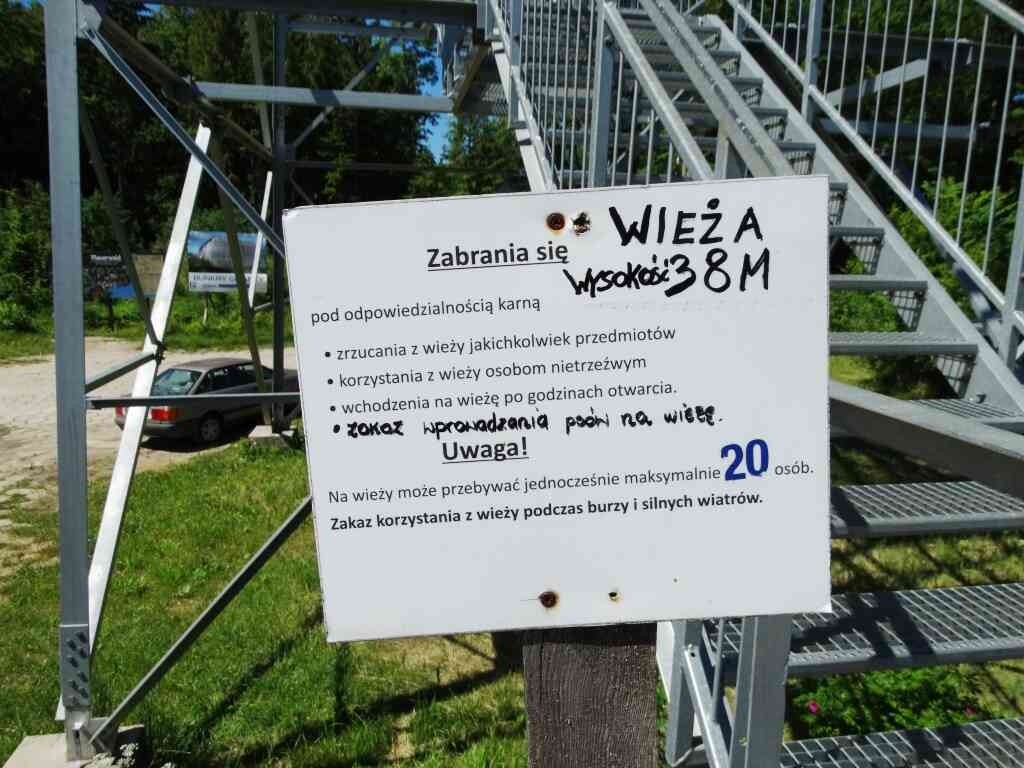 WIEŻA
Zabrania się
WYSOKOŚĆ 38M
pod odpowiedzialnością karną
• zrzucania z wieży jakichkolwiek przedmiotów
• korzystania z wieży osobom nietrzeźwym
• wchodzenia na wieżę po godzinach otwarcia.
• zakaz wprowadzania psów na wieżę.
Uwaga!
Na wieży może przebywać jednocześnie maksymalnie 20 osób.
Zakaz korzystania z wieży podczas burzy i silnych wiatrów.